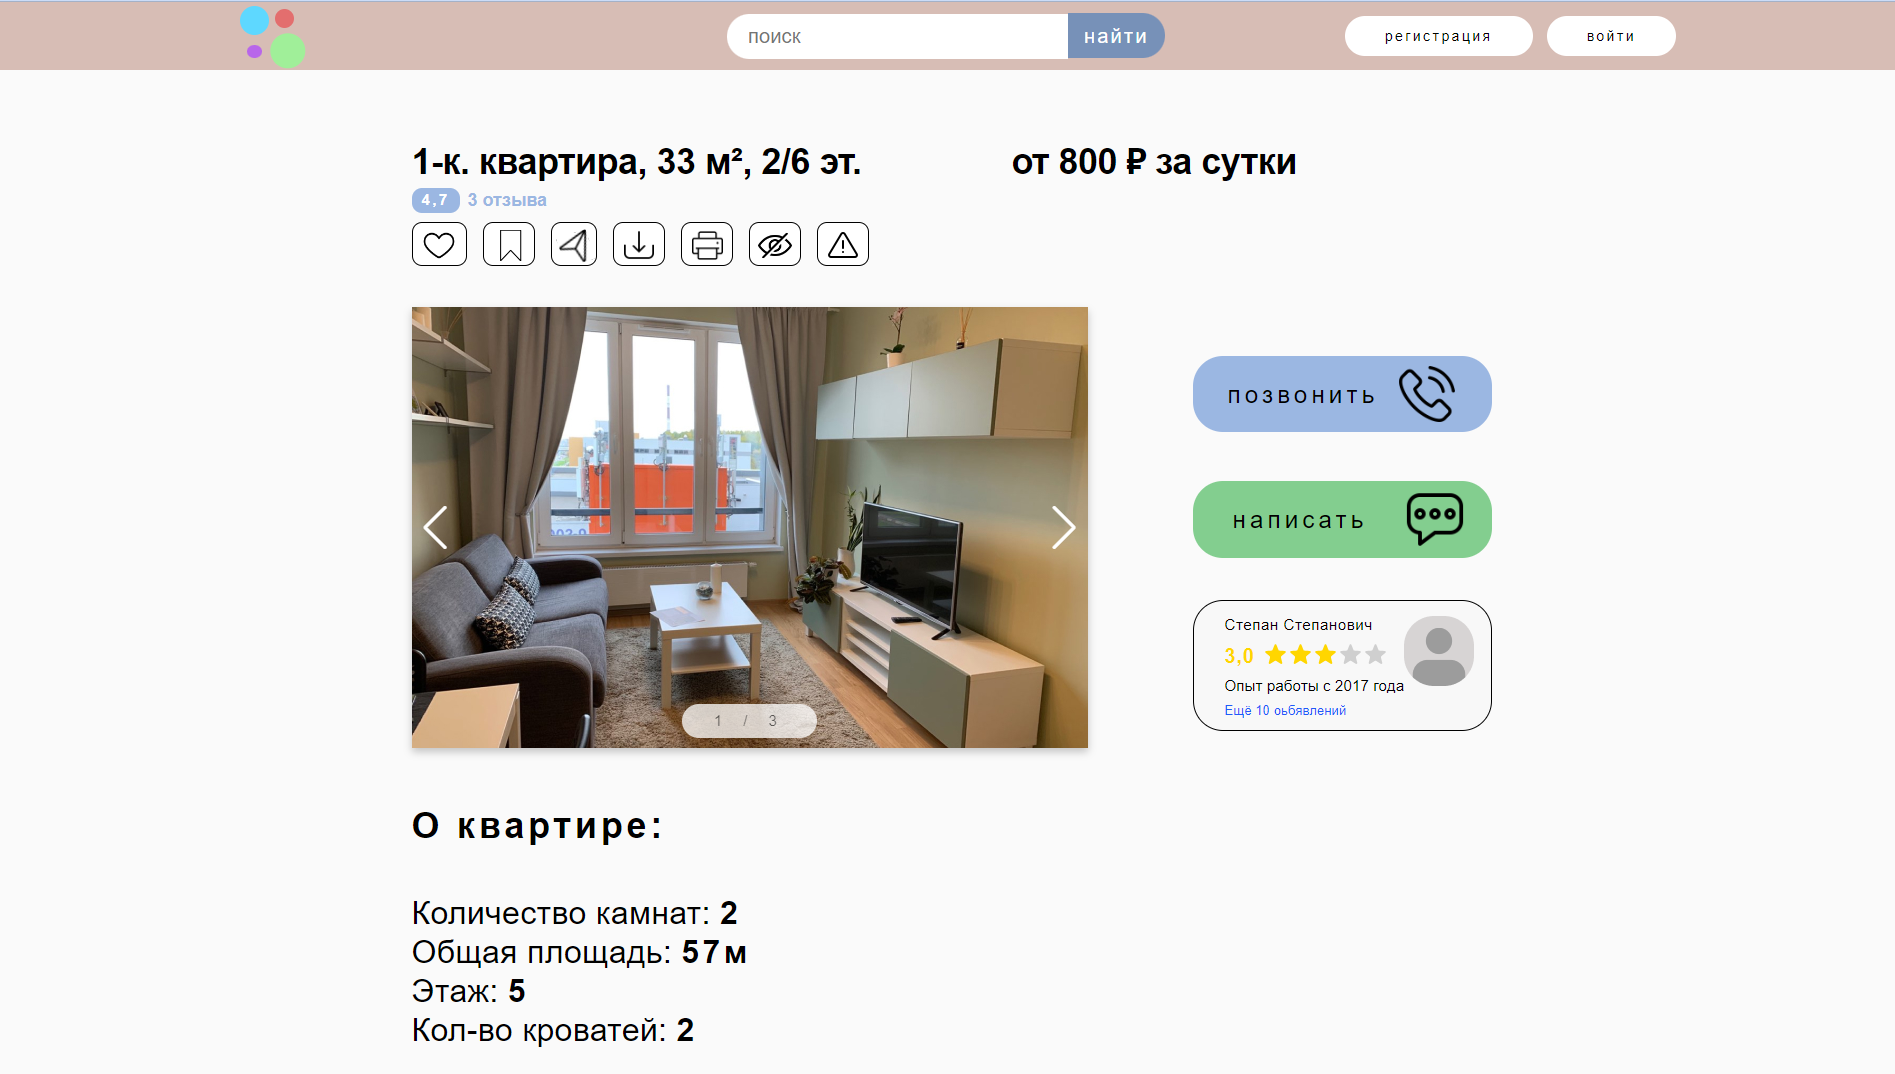 поиск
найти
регистрация
войти
1-к. квартира, 33 м², 2/6 эт.
от 800 ₽ за сутки
4,7 3 отзыва
позвонить
написать
Степан Степанович
3,0
Опыт работы с 2017 года
Ещё 10 оьбявлений
1 / 3
О квартире:
Количество камнат: 2
Общая площадь: 57м
Этаж: 5
Кол-во кроватей: 2